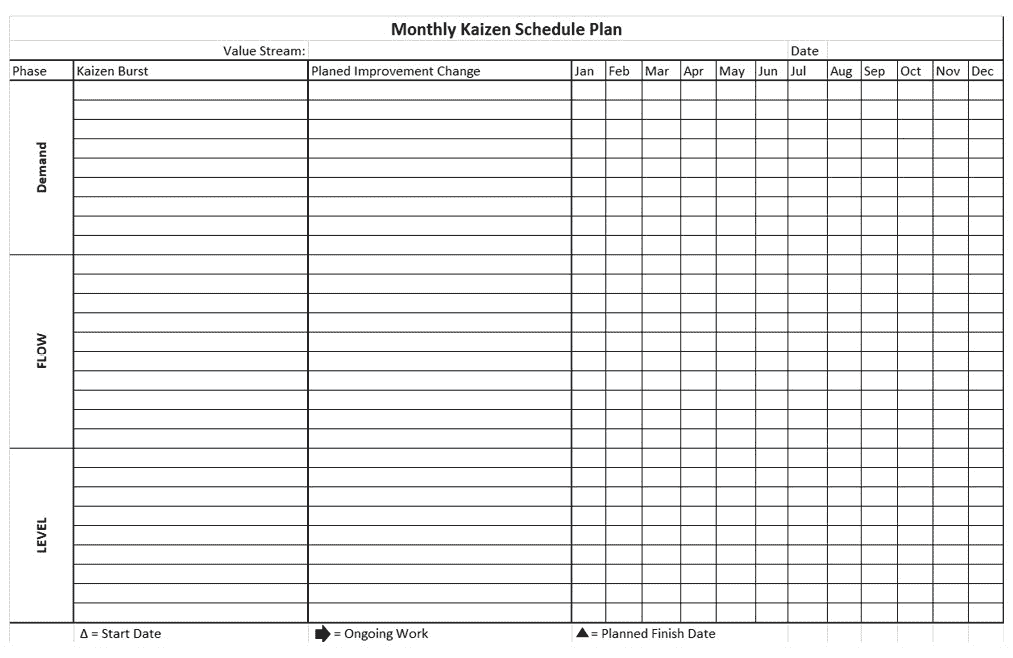 Monthly Kaizen Schedule Plan
Value Stream: Date
Phase Kaizen Burst Planed Improvement Change Jan Feb Mar Apr May Jun Jul Aug Sep Oct Nov Dec
Demand
FLOW
LEVEL
Δ = Start Date = Ongoing Work ▲ = Planned Finish Date